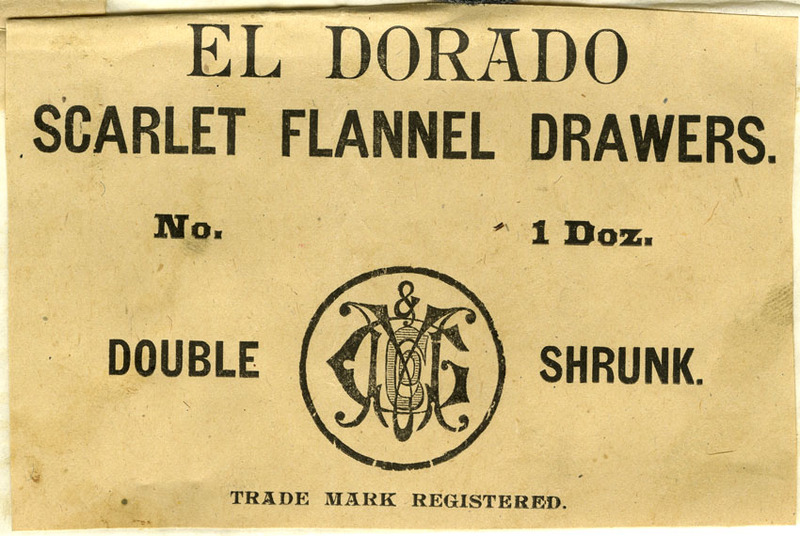 EL DORADO
SCARLET FLANNEL DRAWERS.
No. 1 Doz.
&
DOUBLE SHRUNK.
TRADE MARK REGISTERED.